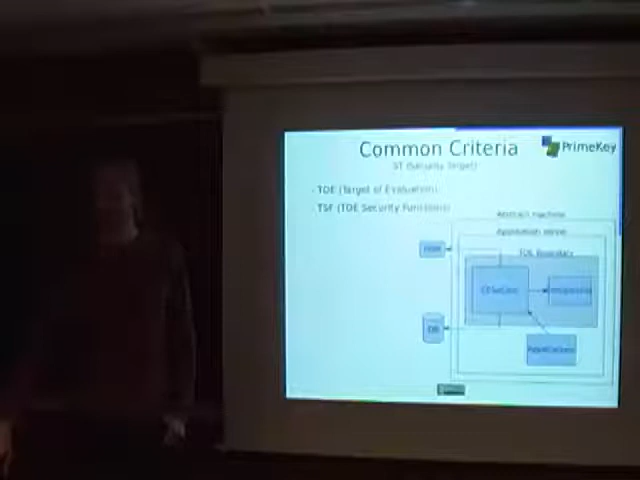 Common Criteria
PrimeKey
ST (Security Target)
- TOE (Target of Evaluation)
- TSF (TOE Security Functions)
Abstract machine
Application server
TOE Boundary
DB
Applications